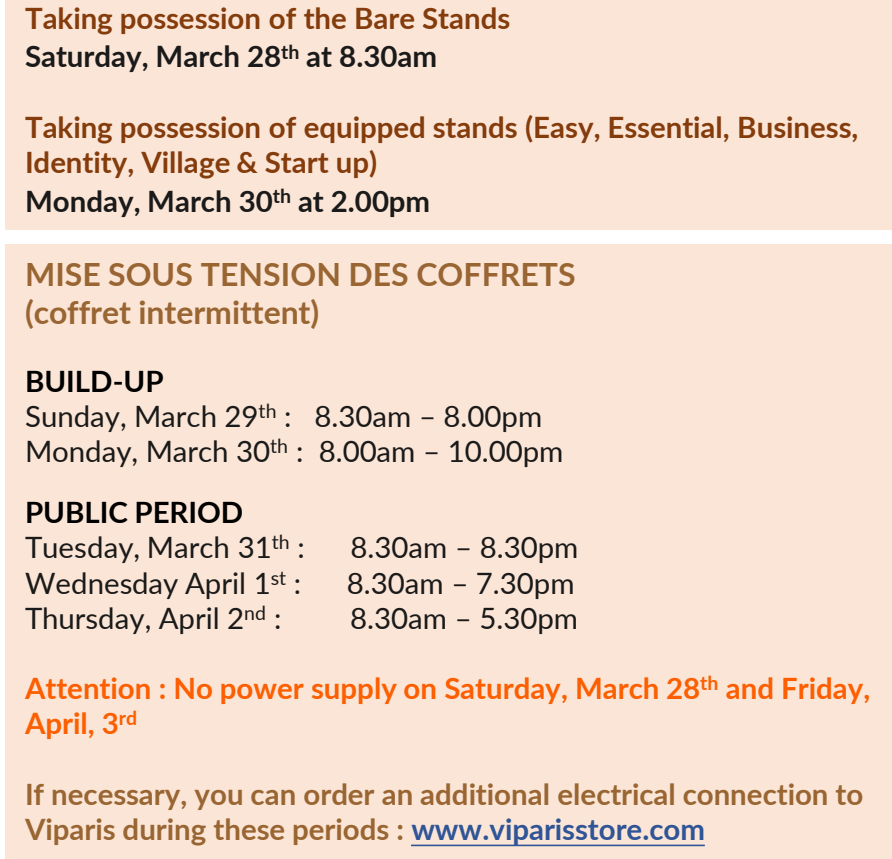 Taking possession of the Bare Stands
Saturday, March 28th at 8.30am
Taking possession of equipped stands (Easy, Essential, Business,
Identity, Village & Start up)
Monday, March 30th at 2.00pm
MISE SOUS TENSION DES COFFRETS
(coffret intermittent)
BUILD-UP
Sunday, March 29th : 8.30am – 8.00pm
Monday, March 30th : 8.00am – 10.00pm
PUBLIC PERIOD
Tuesday, March 31th : 8.30am – 8.30pm
Wednesday April 1st : 8.30am – 7.30pm
Thursday, April 2nd : 8.30am – 5.30pm
Attention : No power supply on Saturday, March 28th and Friday,
April, 3rd
If necessary, you can order an additional electrical connection to
Viparis during these periods : www.viparisstore.com